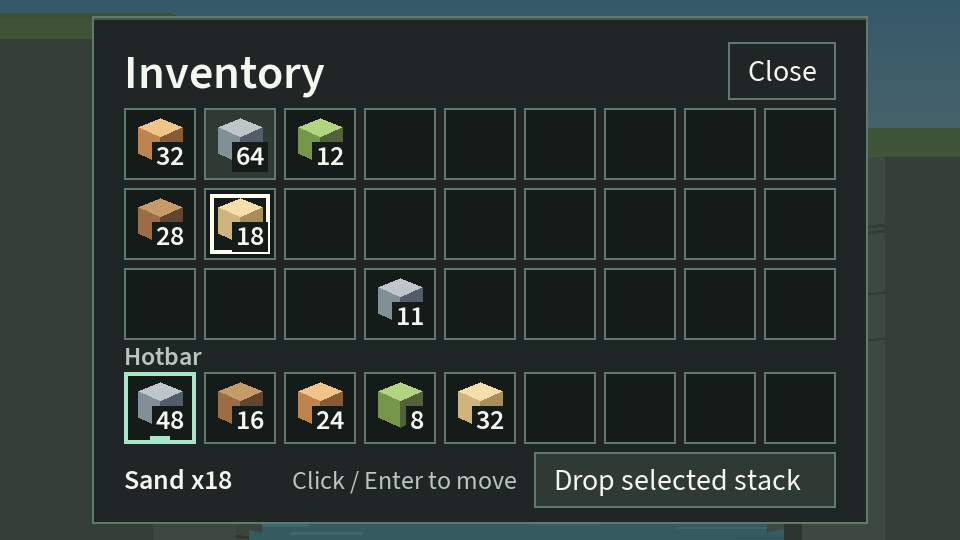 Inventory
Close
32 64 12
28 18
11
Hotbar
48 16 24 8 32
Sand x18
Click / Enter to move
Drop selected stack